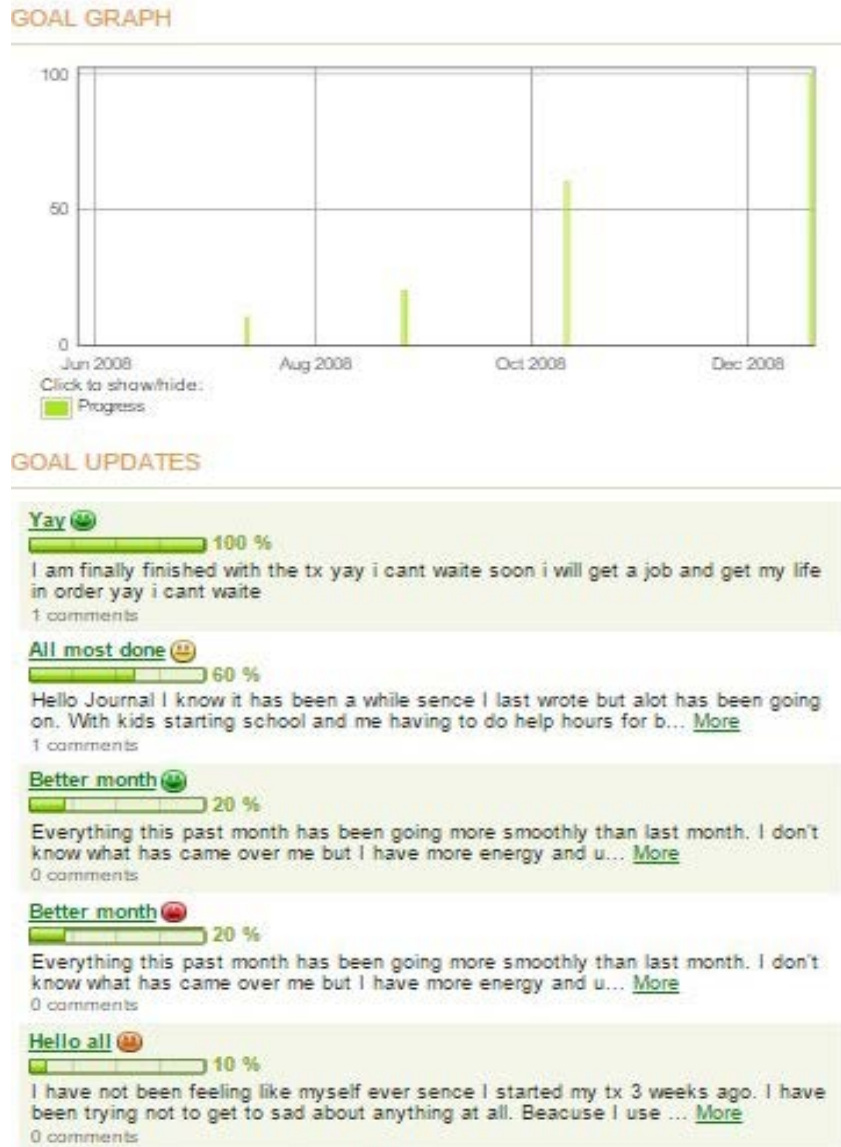 GOAL GRAPH
100
50
0
Jun 2008 Aug 2008 Oct 2008 Dec 2008
Click to show/hide:
Progress
GOAL UPDATES
Yay
100 %
I am finally finished with the tx yay i cant waite soon i will get a job and get my life
in order yay i cant waite
1 comments
All most done
60 %
Hello Journal I know it has been a while sence I last wrote but alot has been going
on. With kids starting school and me having to do help hours for b... More
1 comments
Better month
20 %
Everything this past month has been going more smoothly than last month. I don't
know what has came over me but I have more energy and u... More
0 comments
Better month
20 %
Everything this past month has been going more smoothly than last month. I don't
know what has came over me but I have more energy and u... More
0 comments
Hello all
10 %
I have not been feeling like myself ever sence I started my tx 3 weeks ago. I have
been trying not to get to sad about anything at all. Beacuse I use ... More
0 comments